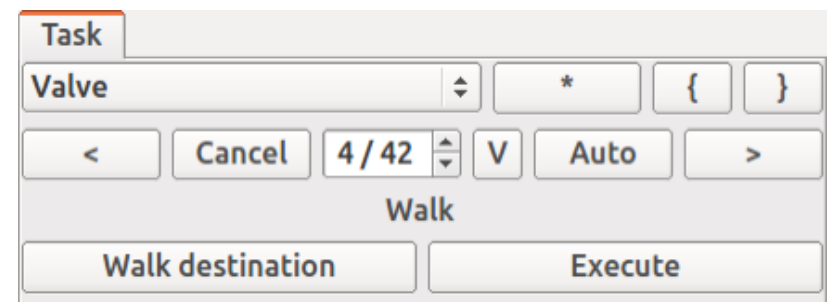 Task
Valve * { }
< Cancel 4 / 42 V Auto >
Walk
Walk destination Execute